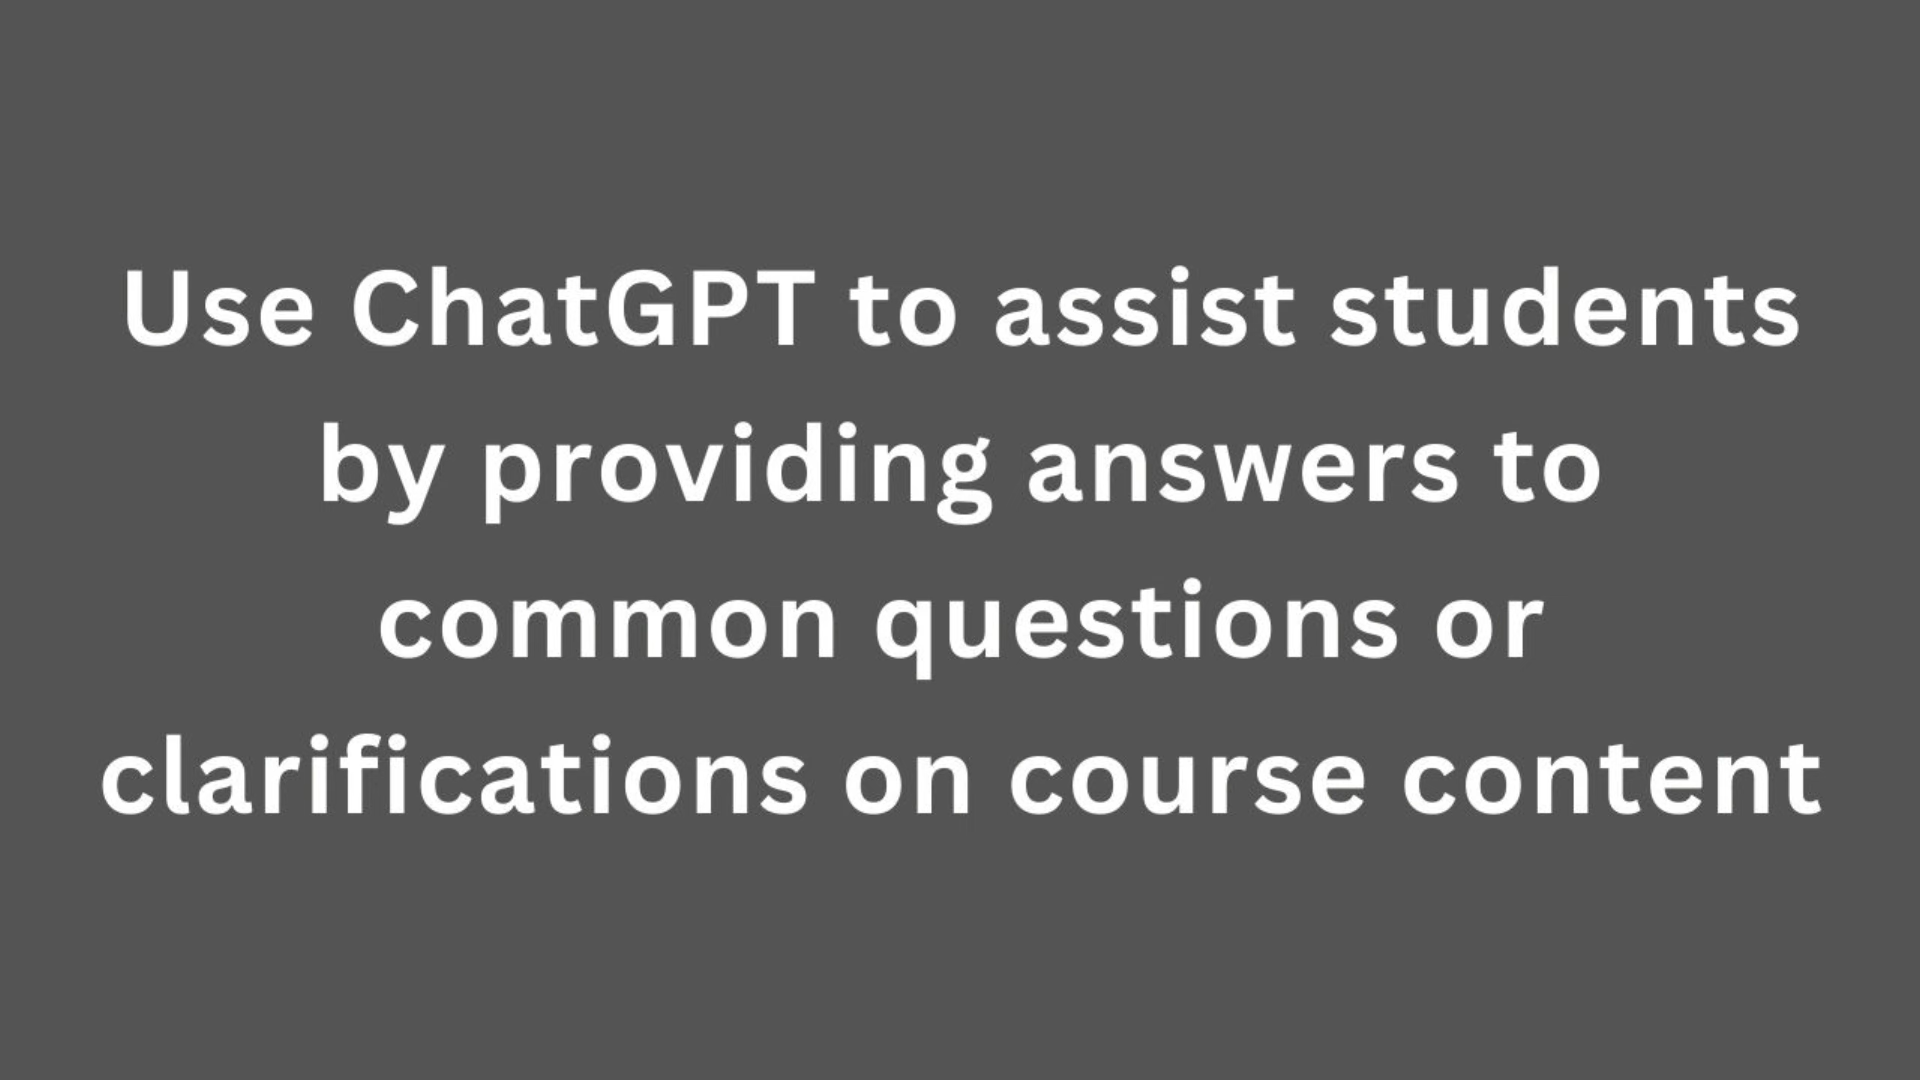 Use ChatGPT to assist students
by providing answers to
common questions or
clarifications on course content